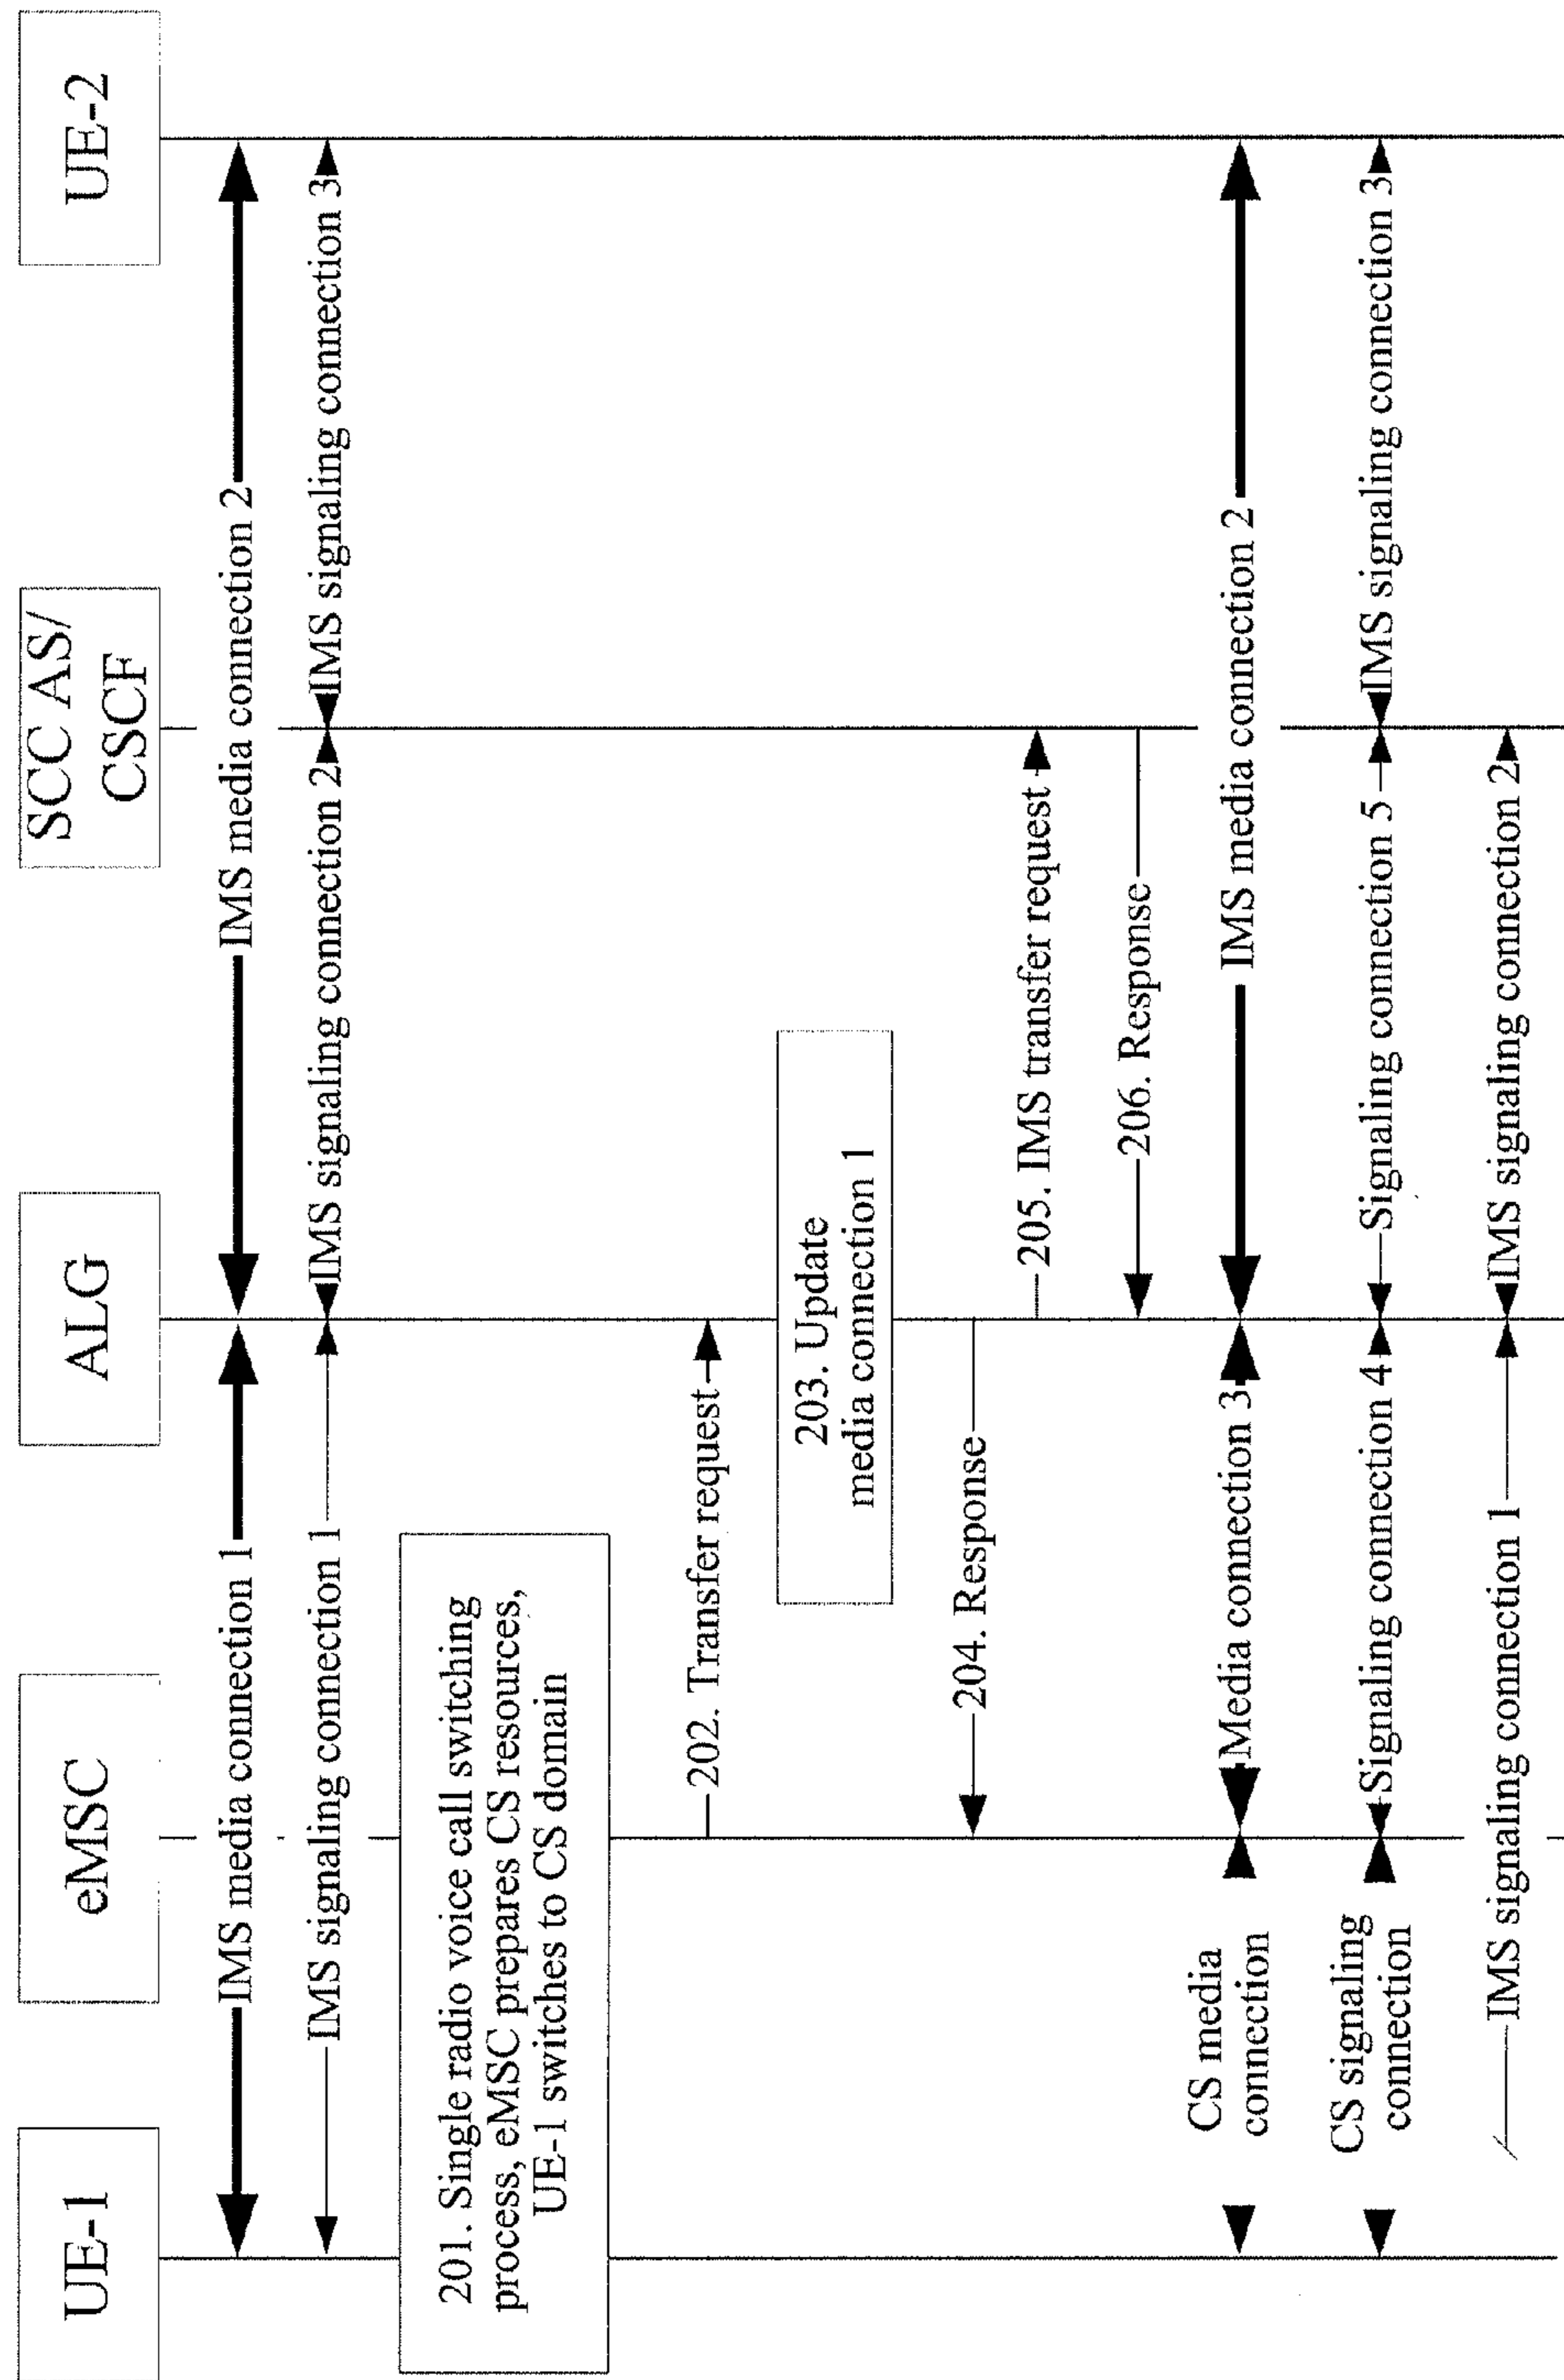 UE-1
eMSC
ALG
SCC AS/
CSCF
UE-2
IMS media connection 1
IMS media connection 2
IMS signaling connection 1
IMS signaling connection 2
IMS signaling connection 3
201. Single radio voice call switching
process, eMSC prepares CS resources,
UE-1 switches to CS domain
202. Transfer request
203. Update
media connection 1
204. Response
205. IMS transfer request
206. Response
CS media
connection
Media connection 3
IMS media connection 2
CS signaling
connection
Signaling connection 4
Signaling connection 5
IMS signaling connection 3
IMS signaling connection 1
IMS signaling connection 2